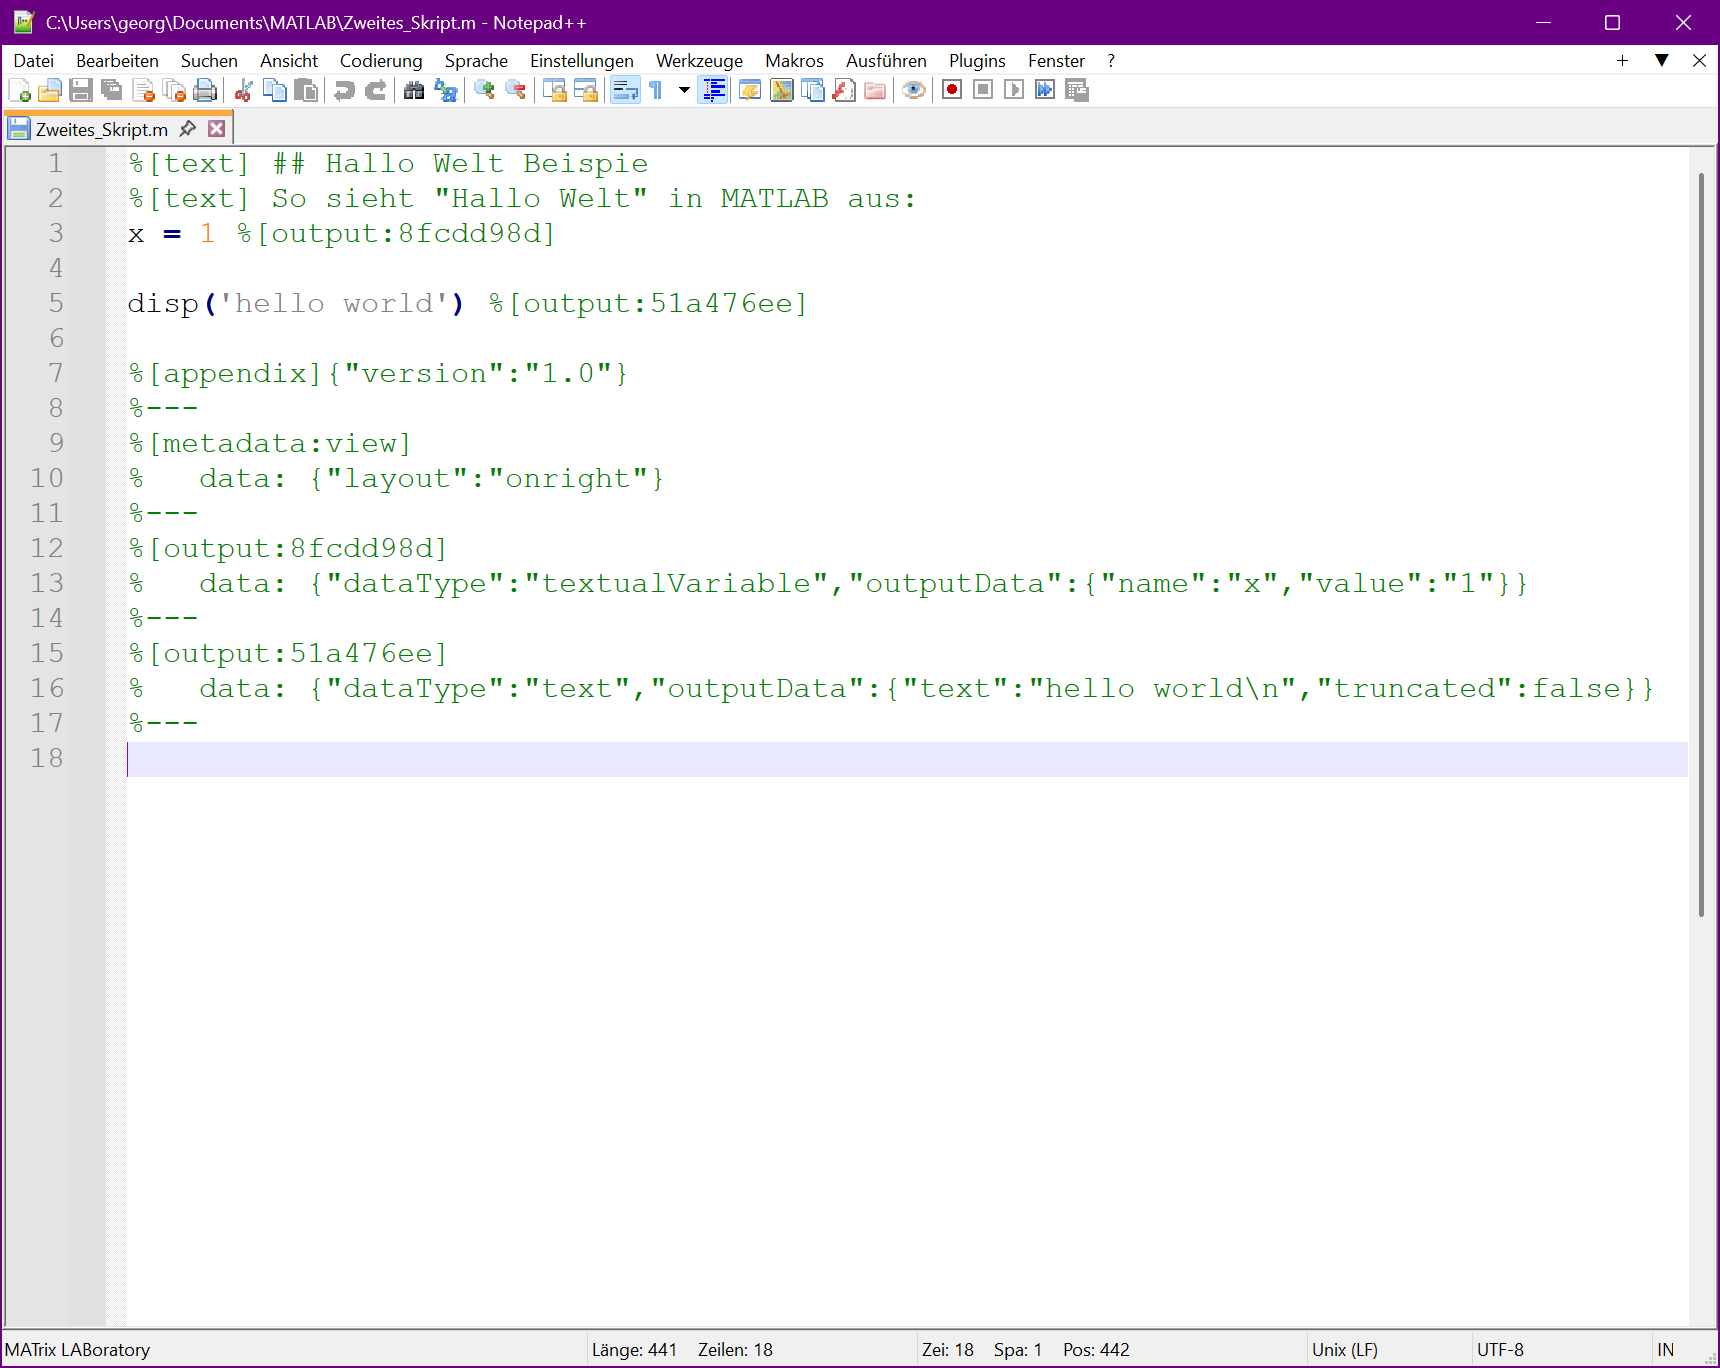 C:\Users\georg\Documents\MATLAB\Zweites_Skript.m - Notepad++
Datei Bearbeiten Suchen Ansicht Codierung Sprache Einstellungen Werkzeuge Makros Ausführen Plugins Fenster ?
Zweites_Skript.m
1 %[text] ## Hallo Welt Beispie
2 %[text] So sieht "Hallo Welt" in MATLAB aus:
3 x = 1 %[output:8fcdd98d]
4
5 disp('hello world') %[output:51a476ee]
6
7 %[appendix]{"version":"1.0"}
8 %---
9 %[metadata:view]
10 %   data: {"layout":"onright"}
11 %---
12 %[output:8fcdd98d]
13 %   data: {"dataType":"textualVariable","outputData":{"name":"x","value":"1"}}
14 %---
15 %[output:51a476ee]
16 %   data: {"dataType":"text","outputData":{"text":"hello world\n","truncated":false}}
17 %---
18
MATrix LABoratory Länge: 441 Zeilen: 18 Zei: 18 Spa: 1 Pos: 442 Unix (LF) UTF-8 IN